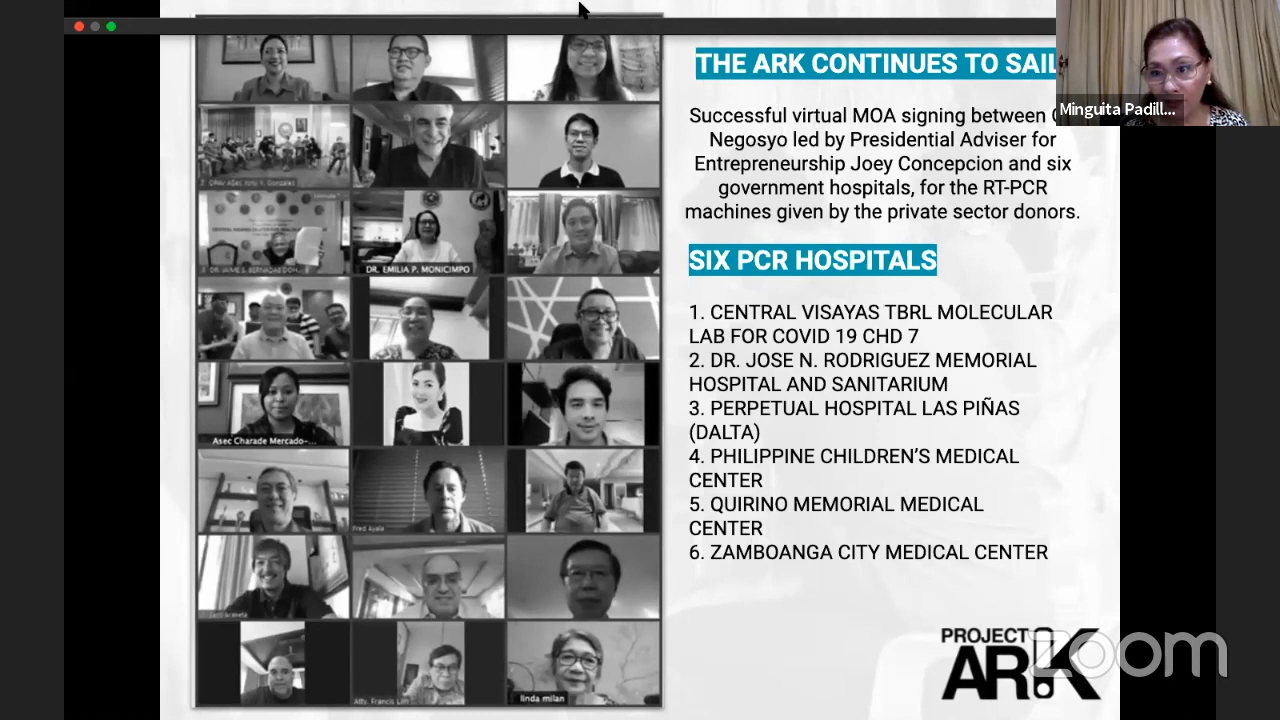 THE ARK CONTINUES TO SAIL
Minguita Padill...
Successful virtual MOA signing between
Negosyo led by Presidential Adviser for
Entrepreneurship Joey Concepcion and six
government hospitals, for the RT-PCR
machines given by the private sector donors.
SIX PCR HOSPITALS
1. CENTRAL VISAYAS TBRL MOLECULAR
LAB FOR COVID 19 CHD 7
2. DR. JOSE N. RODRIGUEZ MEMORIAL
HOSPITAL AND SANITARIUM
3. PERPETUAL HOSPITAL LAS PIÑAS
(DALTA)
4. PHILIPPINE CHILDREN'S MEDICAL
CENTER
5. QUIRINO MEMORIAL MEDICAL
CENTER
6. ZAMBOANGA CITY MEDICAL CENTER
DR. EMILIA P. MONICIMPO
Asec Charade Mercado-...
Fred Ayala
Atty. Francis Lim
linda milan
PROJECT
ARK
zoom